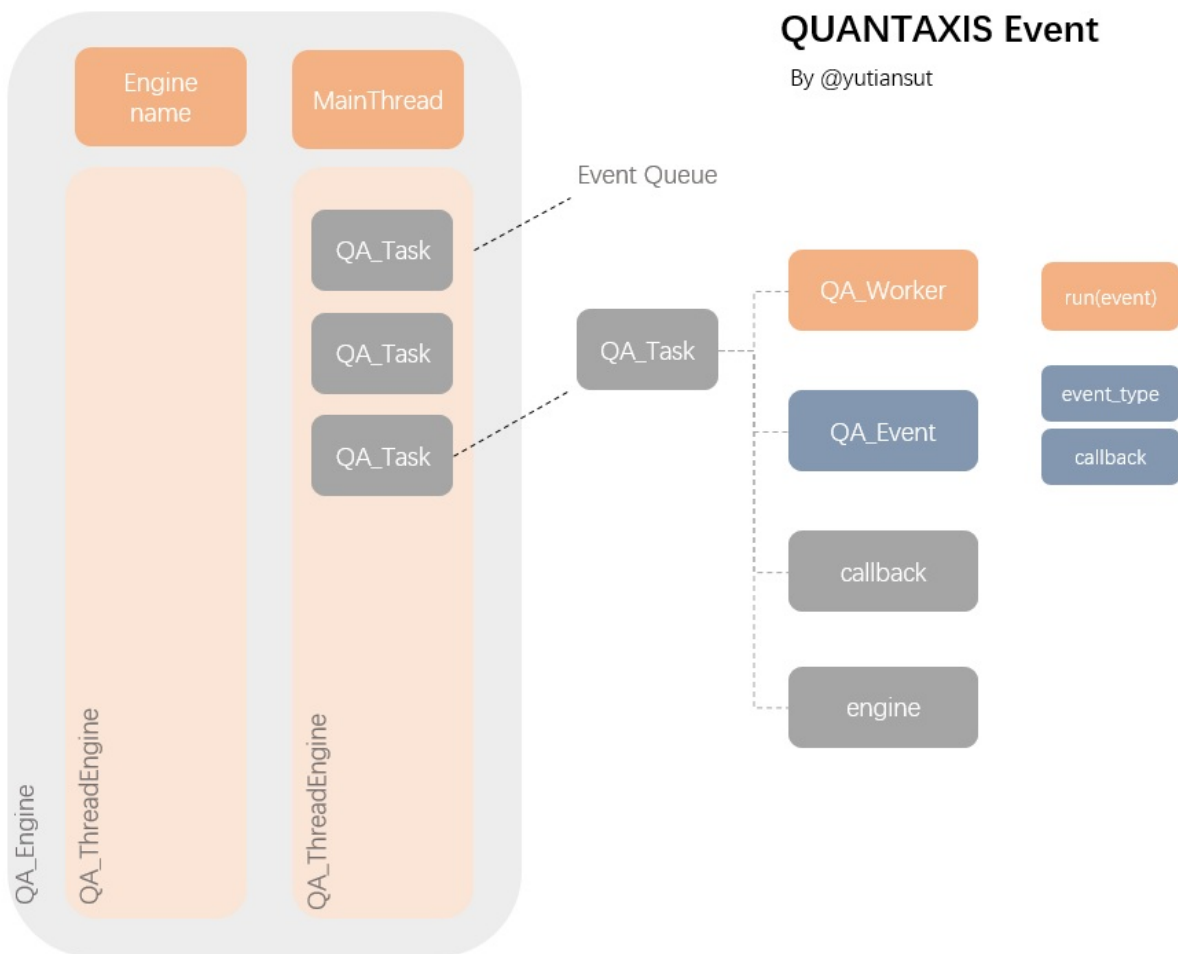 QUANTAXIS Event
By @yutiansut
Engine
name
MainThread
Event Queue
QA_Task
QA_Task
QA_Task
QA_Task
QA_Worker
run(event)
QA_Event
event_type
callback
callback
engine
QA_Engine
QA_ThreadEngine
QA_ThreadEngine